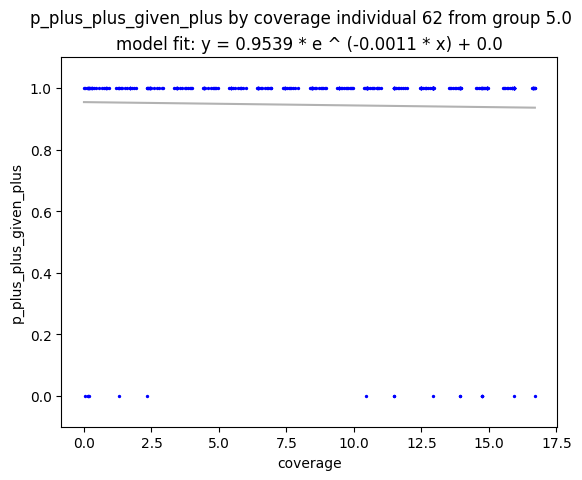 p_plus_plus_given_plus by coverage individual 62 from group 5.0
model fit: y = 0.9539 * e ^ (-0.0011 * x) + 0.0
1.0
0.8
0.6
0.4
0.2
0.0
p_plus_plus_given_plus
0.0 2.5 5.0 7.5 10.0 12.5 15.0 17.5
coverage